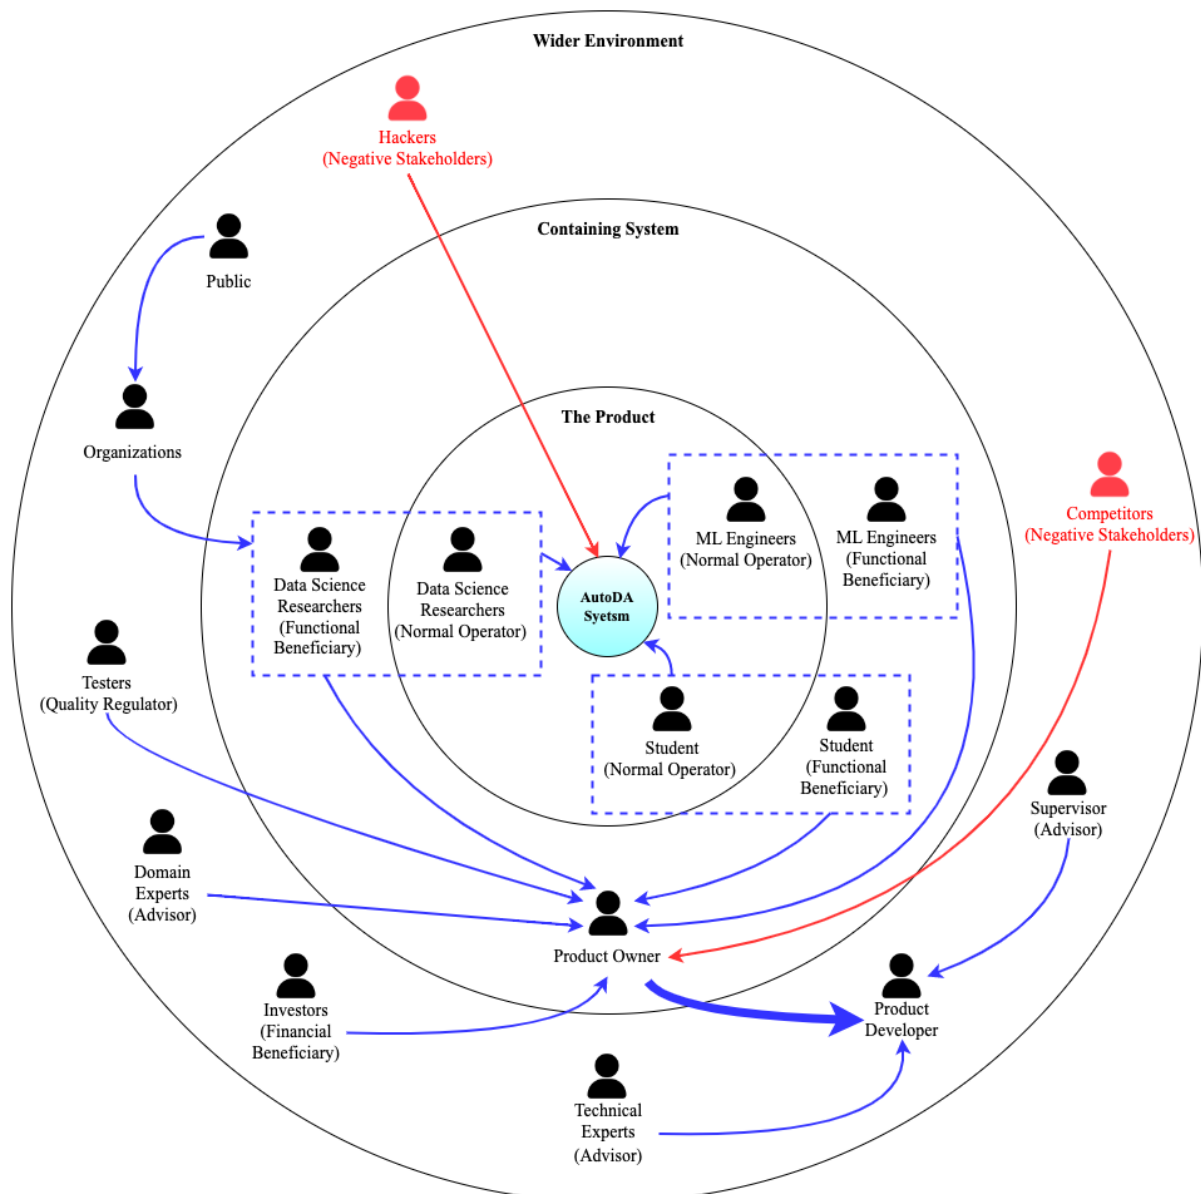 Wider Environment
Hackers
(Negative Stakeholders)
Containing System
Public
The Product
Organizations
Competitors
(Negative Stakeholders)
ML Engineers
(Normal Operator)
ML Engineers
(Functional
Beneficiary)
Data Science
Researchers
(Functional
Beneficiary)
Data Science
Researchers
(Normal Operator)
AutoDA
Syetsm
Testers
(Quality Regulator)
Student
(Normal Operator)
Student
(Functional
Beneficiary)
Supervisor
(Advisor)
Domain
Experts
(Advisor)
Product Owner
Investors
(Financial
Beneficiary)
Product
Developer
Technical
Experts
(Advisor)